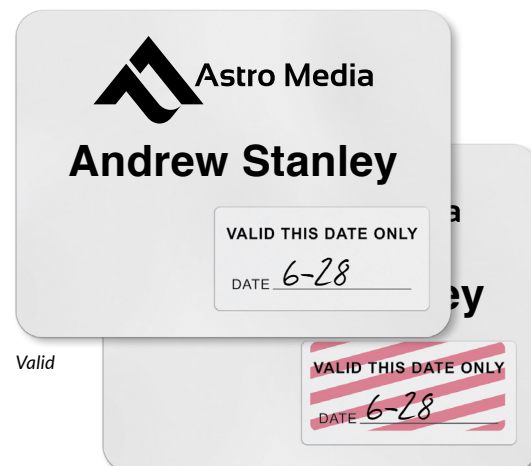 Astro Media
Andrew Stanley
VALID THIS DATE ONLY
DATE 6-28
Valid
a
ey
VALID THIS DATE ONLY
DATE 6-28